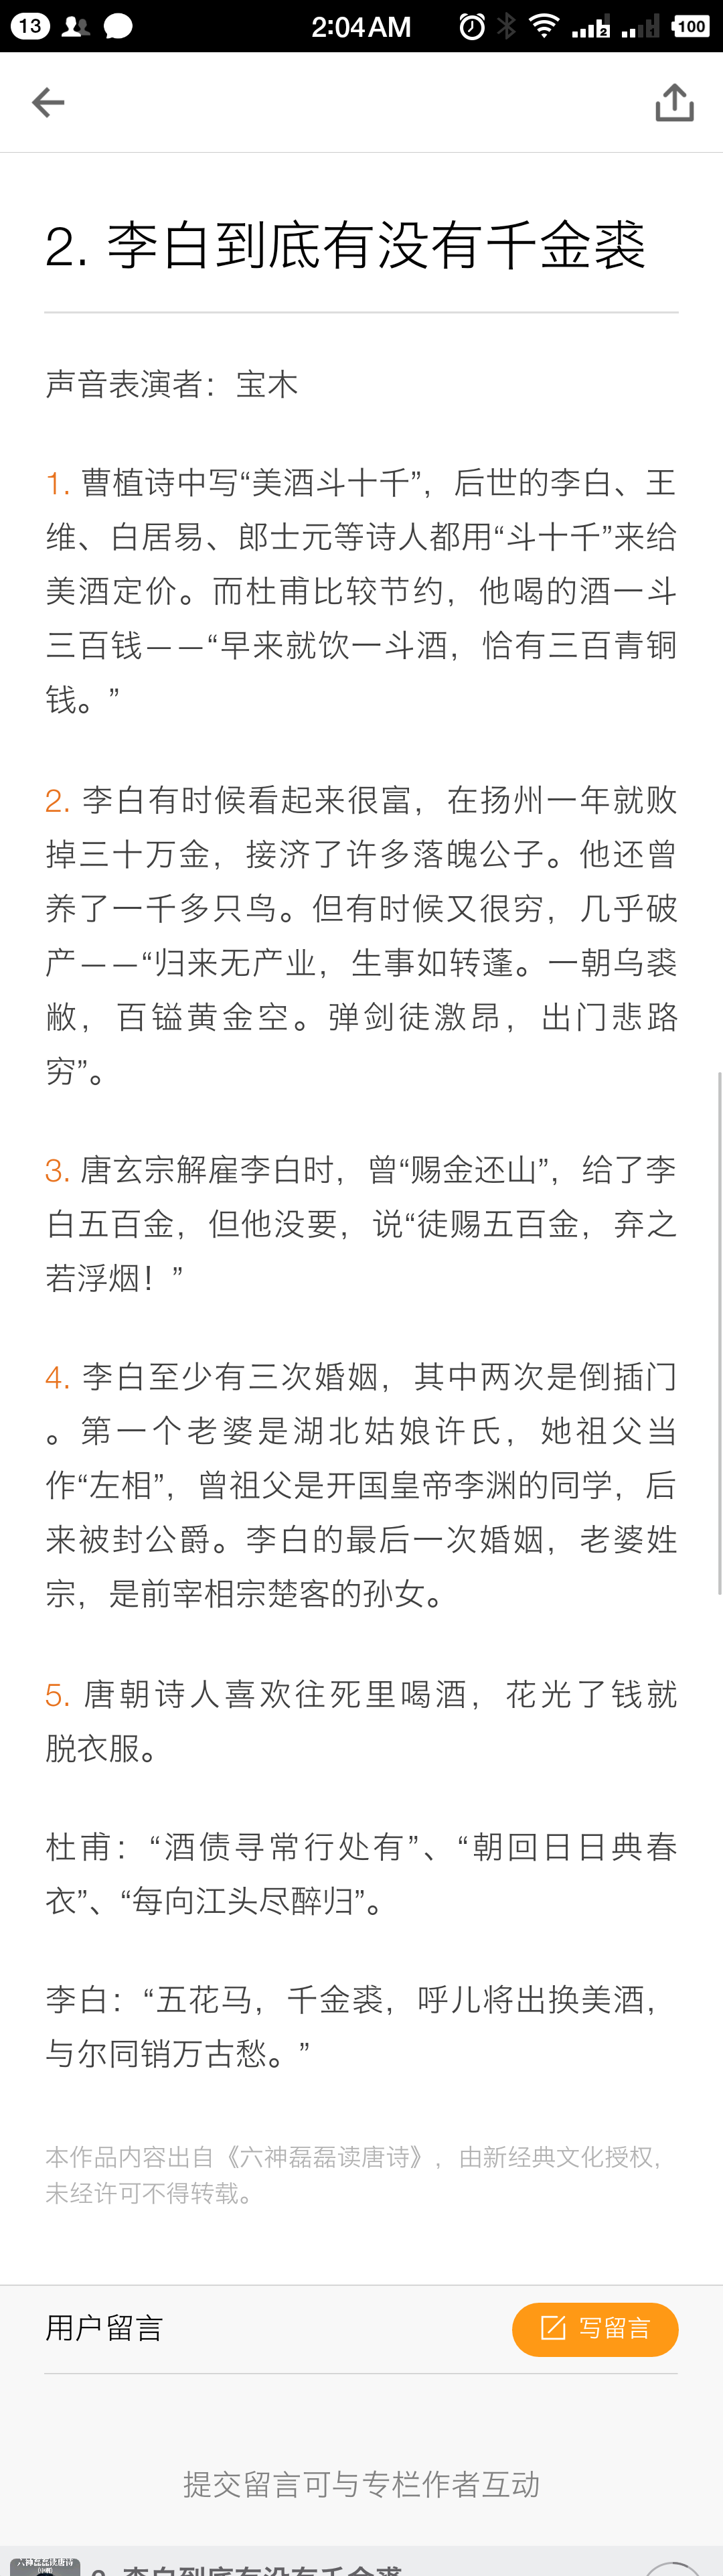 13
2:04AM
2
100
2. 李白到底有没有千金裘
声音表演者：宝木
1. 曹植诗中写“美酒斗十千”，后世的李白、王
维、白居易、郎士元等诗人都用“斗十千”来给
美酒定价。而杜甫比较节约，他喝的酒一斗
三百钱——“早来就饮一斗酒，恰有三百青铜
钱。”
2. 李白有时候看起来很富，在扬州一年就败
掉三十万金，接济了许多落魄公子。他还曾
养了一千多只鸟。但有时候又很穷，几乎破
产——“归来无产业，生事如转蓬。一朝乌裘
敝，百镒黄金空。弹剑徒激昂，出门悲路
穷”。
3. 唐玄宗解雇李白时，曾“赐金还山”，给了李
白五百金，但他没要，说“徒赐五百金，弃之
若浮烟！”
4. 李白至少有三次婚姻，其中两次是倒插门
。第一个老婆是湖北姑娘许氏，她祖父当
作“左相”，曾祖父是开国皇帝李渊的同学，后
来被封公爵。李白的最后一次婚姻，老婆姓
宗，是前宰相宗楚客的孙女。
5. 唐朝诗人喜欢往死里喝酒，花光了钱就
脱衣服。
杜甫：“酒债寻常行处有”、“朝回日日典春
衣”、“每向江头尽醉归”。
李白：“五花马，千金裘，呼儿将出换美酒，
与尔同销万古愁。”
本作品内容出自《六神磊磊读唐诗》，由新经典文化授权，
未经许可不得转载。
用户留言
写留言
提交留言可与专栏作者互动
六神磊磊读唐诗
2. 李白到底有没有千金裘